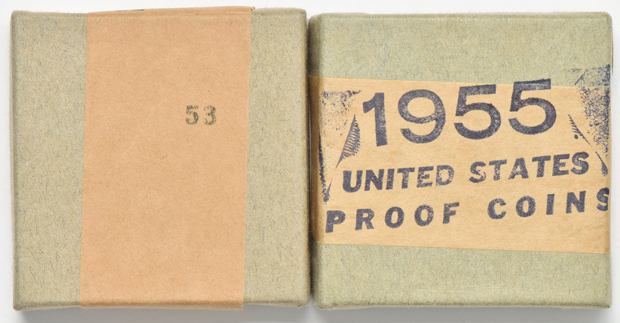 53
1955
UNITED STATES
PROOF COINS